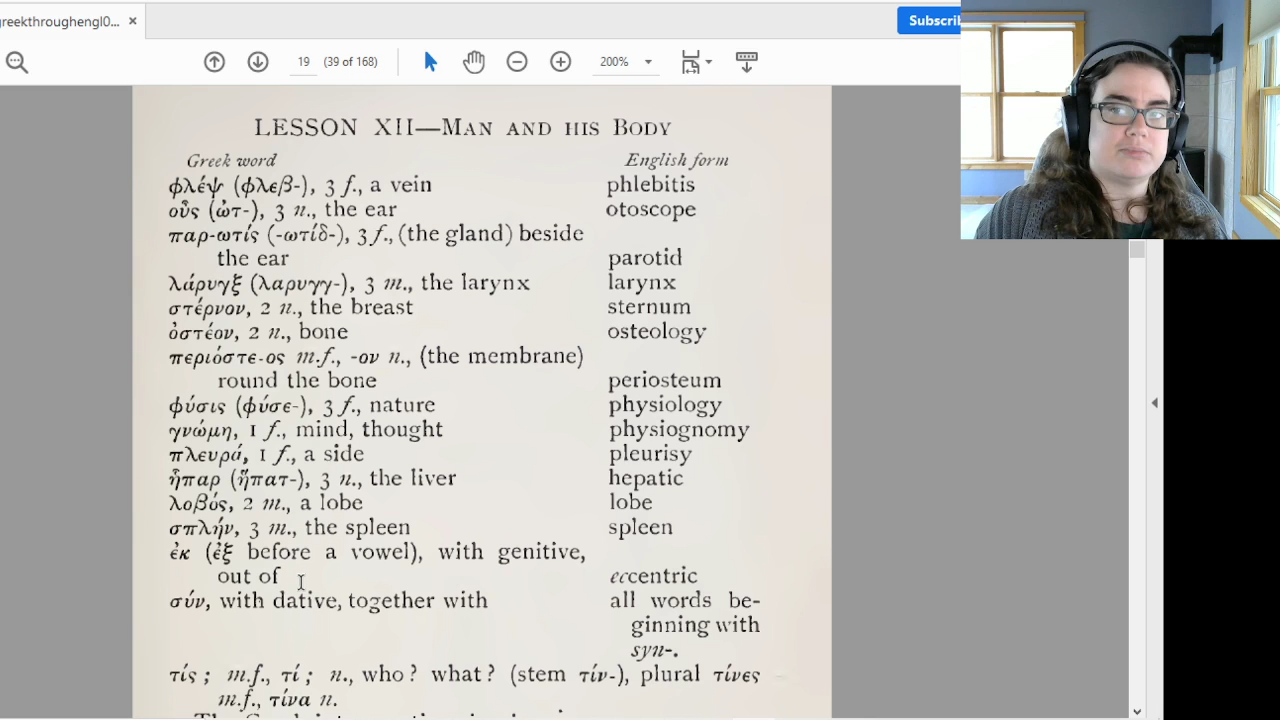 reekthroughengl0... ×
Subscrib
19 (39 of 168) 200%
LESSON XII—MAN AND HIS BODY
Greek word English form
φλέψ (φλεβ-), 3 f., a vein phlebitis
οὖς (ὠτ-), 3 n., the ear otoscope
παρ-ωτίς (-ωτίδ-), 3 f., (the gland) beside
the ear parotid
λάρυγξ (λαρυγγ-), 3 m., the larynx larynx
στέρνον, 2 n., the breast sternum
ὀστέον, 2 n., bone osteology
περιόστε-ος m.f., -ον n., (the membrane)
round the bone periosteum
φύσις (φύσε-), 3 f., nature physiology
γνώμη, 1 f., mind, thought physiognomy
πλευρά, 1 f., a side pleurisy
ἧπαρ (ἥπατ-), 3 n., the liver hepatic
λοβός, 2 m., a lobe lobe
σπλήν, 3 m., the spleen spleen
ἐκ (ἐξ before a vowel), with genitive,
out of eccentric
σύν, with dative, together with all words be-
ginning with
syn-.
τίς ; m.f., τί ; n., who? what? (stem τίν-), plural τίνες
m.f., τίνα n.